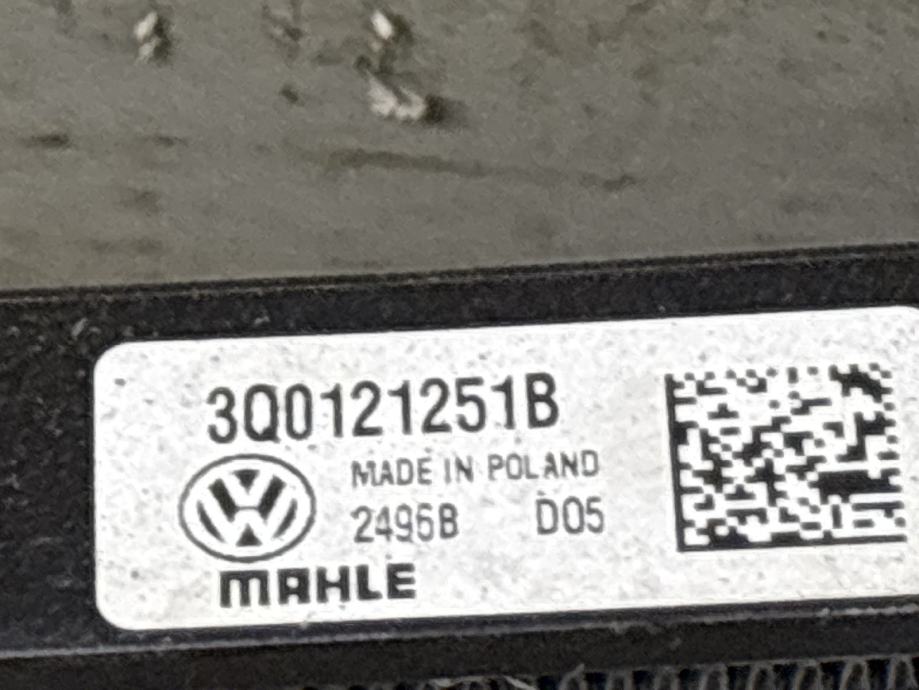 3Q0121251B
MADE IN POLAND
2496B D05
MAHLE